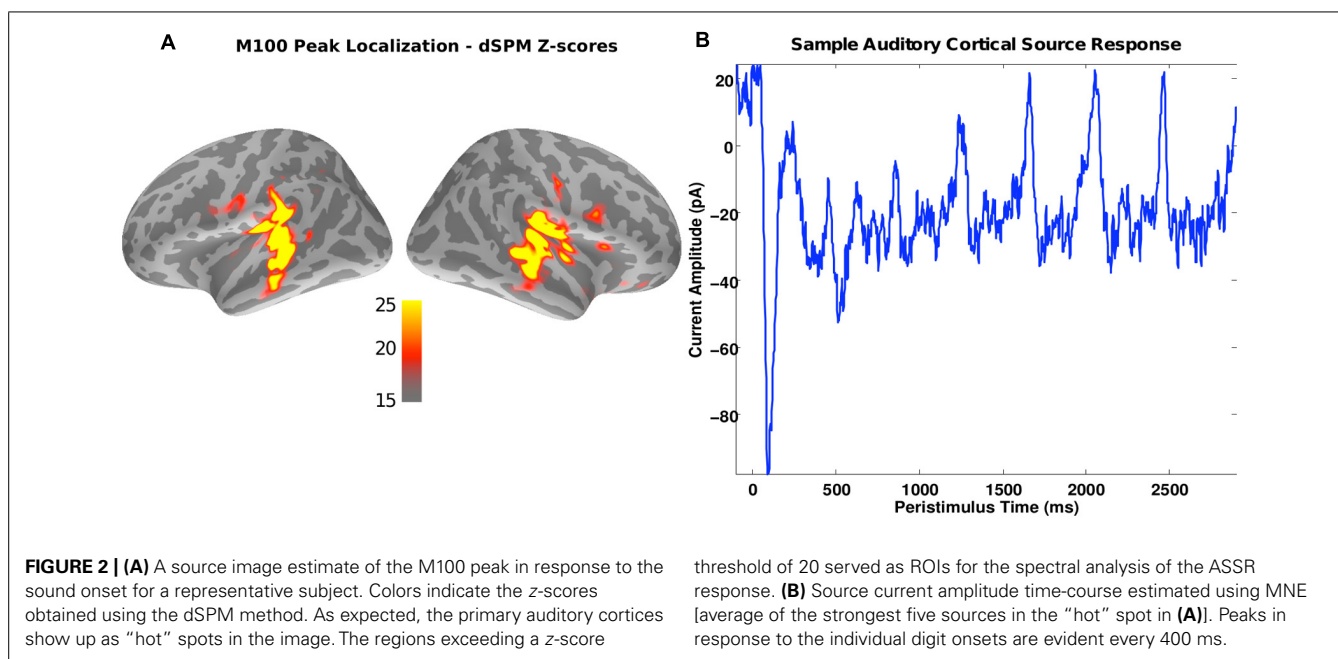 A
M100 Peak Localization - dSPM Z-scores
25
20
15
B
Sample Auditory Cortical Source Response
20
0
−20
−40
−60
−80
Current Amplitude (pA)
0 500 1000 1500 2000 2500
Peristimulus Time (ms)
FIGURE 2 | (A) A source image estimate of the M100 peak in response to the
sound onset for a representative subject. Colors indicate the z-scores
obtained using the dSPM method. As expected, the primary auditory cortices
show up as “hot” spots in the image. The regions exceeding a z-score
threshold of 20 served as ROIs for the spectral analysis of the ASSR
response. (B) Source current amplitude time-course estimated using MNE
[average of the strongest five sources in the “hot” spot in (A)]. Peaks in
response to the individual digit onsets are evident every 400 ms.